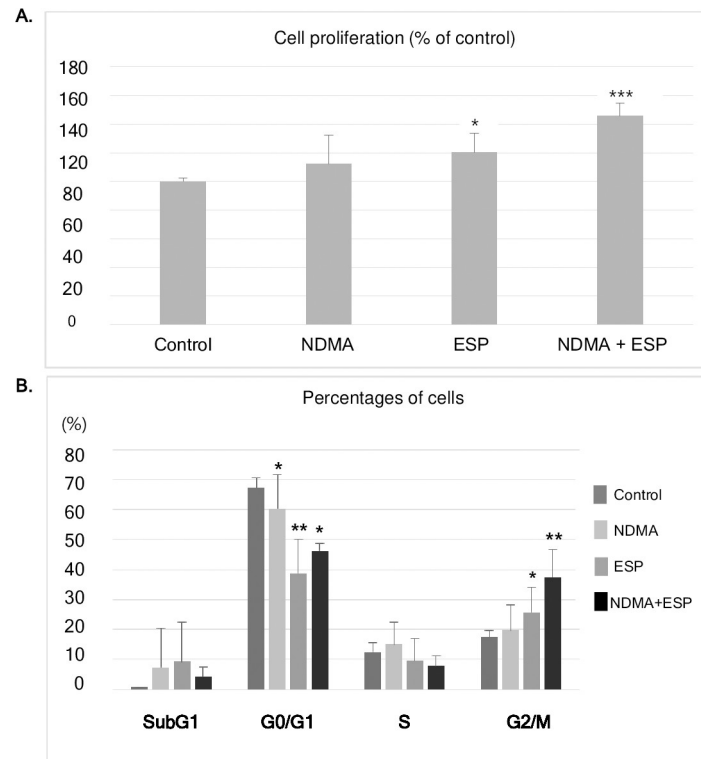 A.
Cell proliferation (% of control)
180
160
140
120
100
80
60
40
20
0
*
***
Control NDMA ESP NDMA + ESP
B.
Percentages of cells
(%)
80
70
60
50
40
30
20
10
0
*
** *
**
*
Control
NDMA
ESP
NDMA+ESP
SubG1 G0/G1 S G2/M